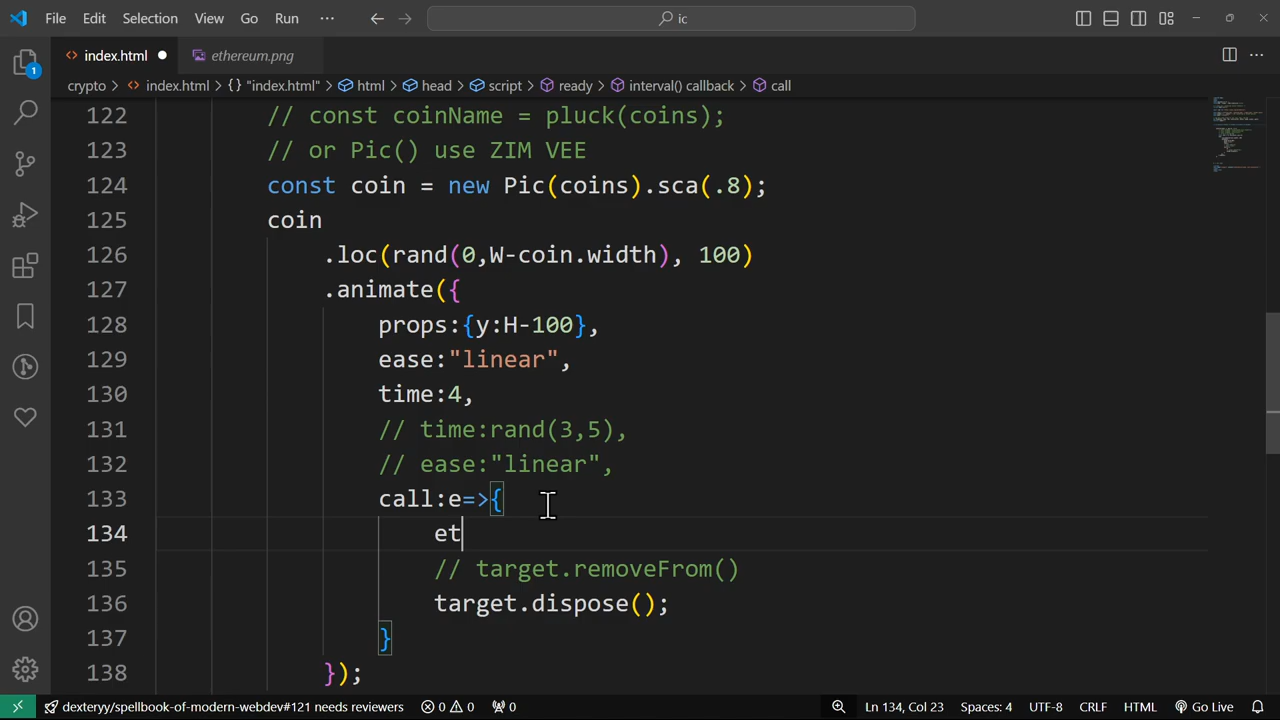 File Edit Selection View Go Run ··· ic
index.html ethereum.png
1
crypto > index.html > {} "index.html" > html > head > script > ready > interval() callback > call
122 // const coinName = pluck(coins);
123 // or Pic() use ZIM VEE
124 const coin = new Pic(coins).sca(.8);
125 coin
126 .loc(rand(0,W-coin.width), 100)
127 .animate({
128 props:{y:H-100},
129 ease:"linear",
130 time:4,
131 // time:rand(3,5),
132 // ease:"linear",
133 call:e=>{
134 et
135 // target.removeFrom()
136 target.dispose();
137 }
138 });
dexteryy/spellbook-of-modern-webdev#121 needs reviewers 0 0 0 Ln 134, Col 23 Spaces: 4 UTF-8 CRLF HTML Go Live